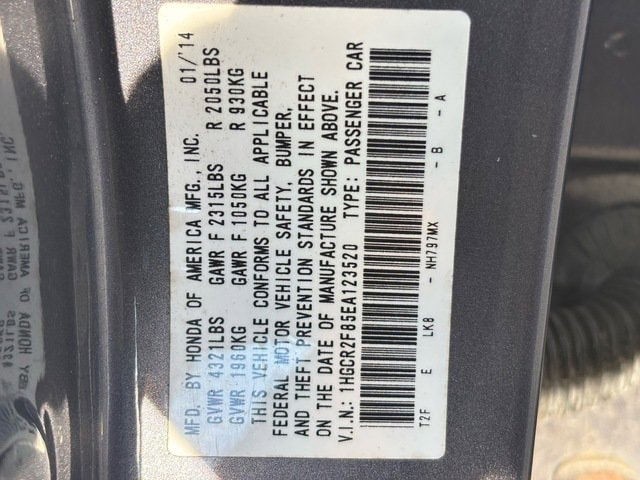 MFD. BY HONDA OF AMERICA MFG., INC. 01/'14
GVWR 4321LBS GAWR F 2315LBS R 2050LBS
GVWR 1960KG GAWR F 1050KG R 930KG
THIS VEHICLE CONFORMS TO ALL APPLICABLE
FEDERAL MOTOR VEHICLE SAFETY, BUMPER,
AND THEFT PREVENTION STANDARDS IN EFFECT
ON THE DATE OF MANUFACTURE SHOWN ABOVE.
V.I.N.: 1HGCR2F85EA123520 TYPE: PASSENGER CAR
T2F E LK8 - NH797MX - B - A